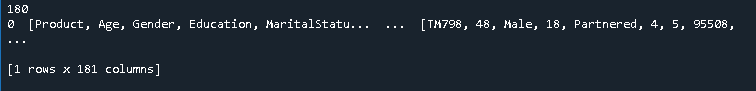 180
0 [Product, Age, Gender, Education, MaritalStatu... ... [TM798, 48, Male, 18, Partnered, 4, 5, 95508,
...
[1 rows x 181 columns]